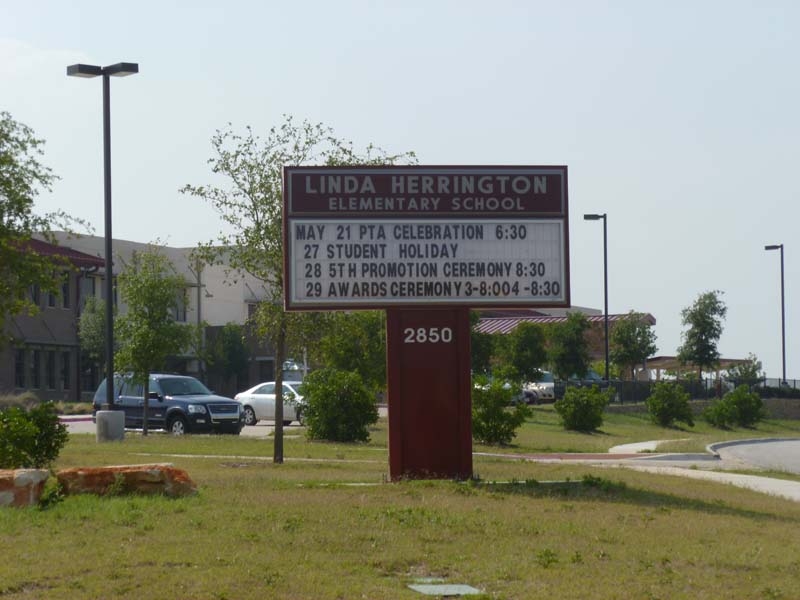 LINDA HERRINGTON
ELEMENTARY SCHOOL
MAY 21 PTA CELEBRATION 6:30
27 STUDENT HOLIDAY
28 5TH PROMOTION CEREMONY 8:30
29 AWARDS CEREMONY 3-8:004-8:30
2850